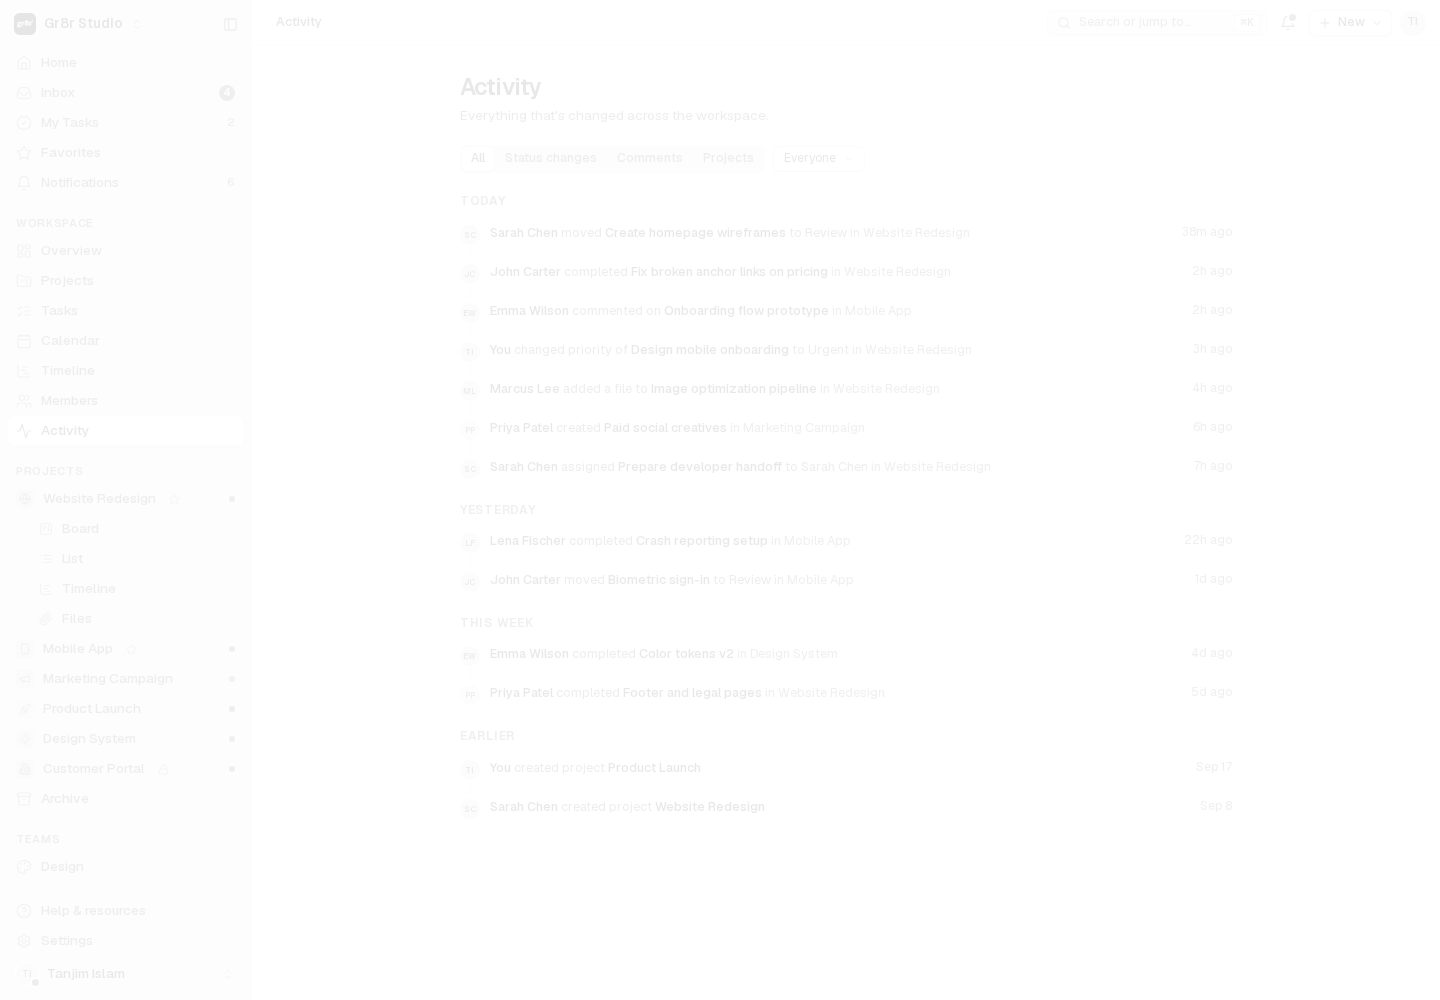 Gr8r Studio
Activity
Search or jump to...
⌘K
New
TI
Home
Inbox 4
My Tasks 2
Favorites
Notifications 6
WORKSPACE
Overview
Projects
Tasks
Calendar
Timeline
Members
Activity
PROJECTS
Website Redesign
Board
List
Timeline
Files
Mobile App
Marketing Campaign
Product Launch
Design System
Customer Portal
Archive
TEAMS
Design
Help & resources
Settings
TI Tanjim Islam
Activity
Everything that's changed across the workspace.
All Status changes Comments Projects Everyone
TODAY
SC Sarah Chen moved Create homepage wireframes to Review in Website Redesign 38m ago
JC John Carter completed Fix broken anchor links on pricing in Website Redesign 2h ago
EW Emma Wilson commented on Onboarding flow prototype in Mobile App 2h ago
TI You changed priority of Design mobile onboarding to Urgent in Website Redesign 3h ago
ML Marcus Lee added a file to Image optimization pipeline in Website Redesign 4h ago
PP Priya Patel created Paid social creatives in Marketing Campaign 6h ago
SC Sarah Chen assigned Prepare developer handoff to Sarah Chen in Website Redesign 7h ago
YESTERDAY
LF Lena Fischer completed Crash reporting setup in Mobile App 22h ago
JC John Carter moved Biometric sign-in to Review in Mobile App 1d ago
THIS WEEK
EW Emma Wilson completed Color tokens v2 in Design System 4d ago
PP Priya Patel completed Footer and legal pages in Website Redesign 5d ago
EARLIER
TI You created project Product Launch Sep 17
SC Sarah Chen created project Website Redesign Sep 8